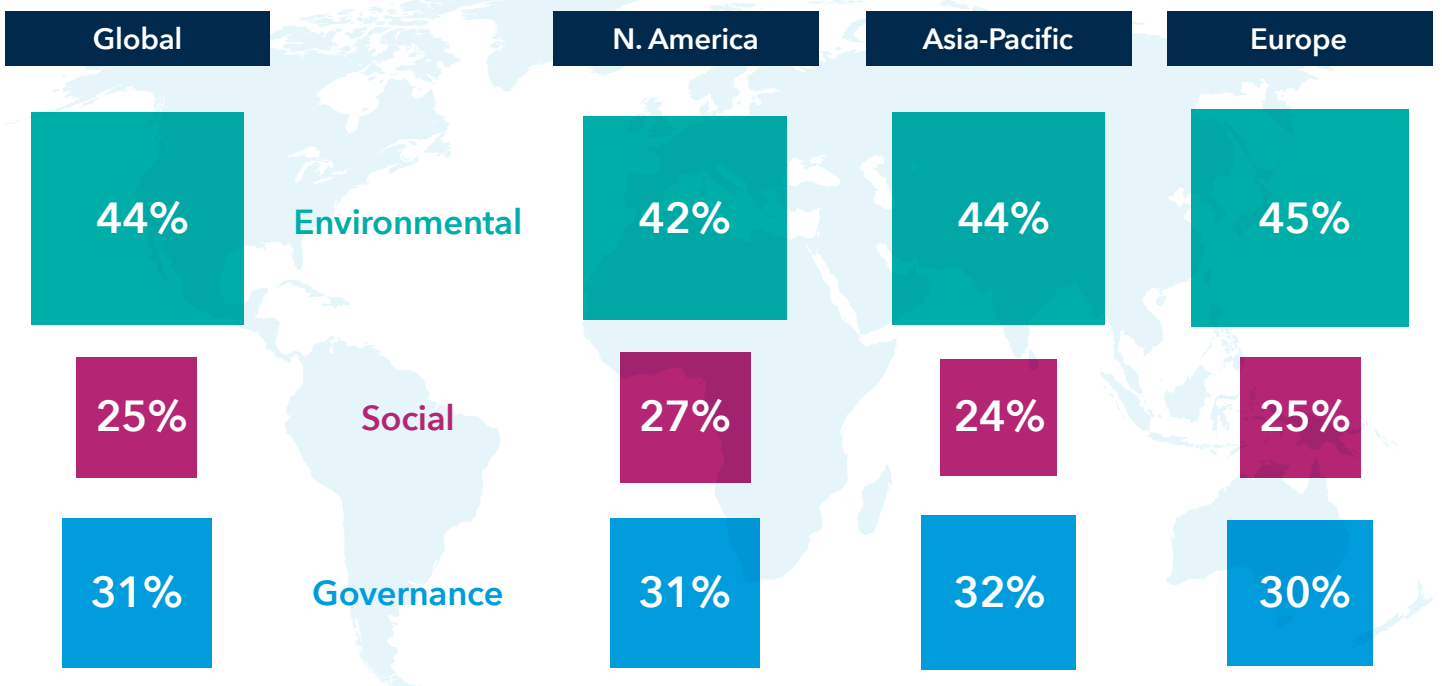 Global N. America Asia-Pacific Europe
44% Environmental 42% 44% 45%
25% Social 27% 24% 25%
31% Governance 31% 32% 30%